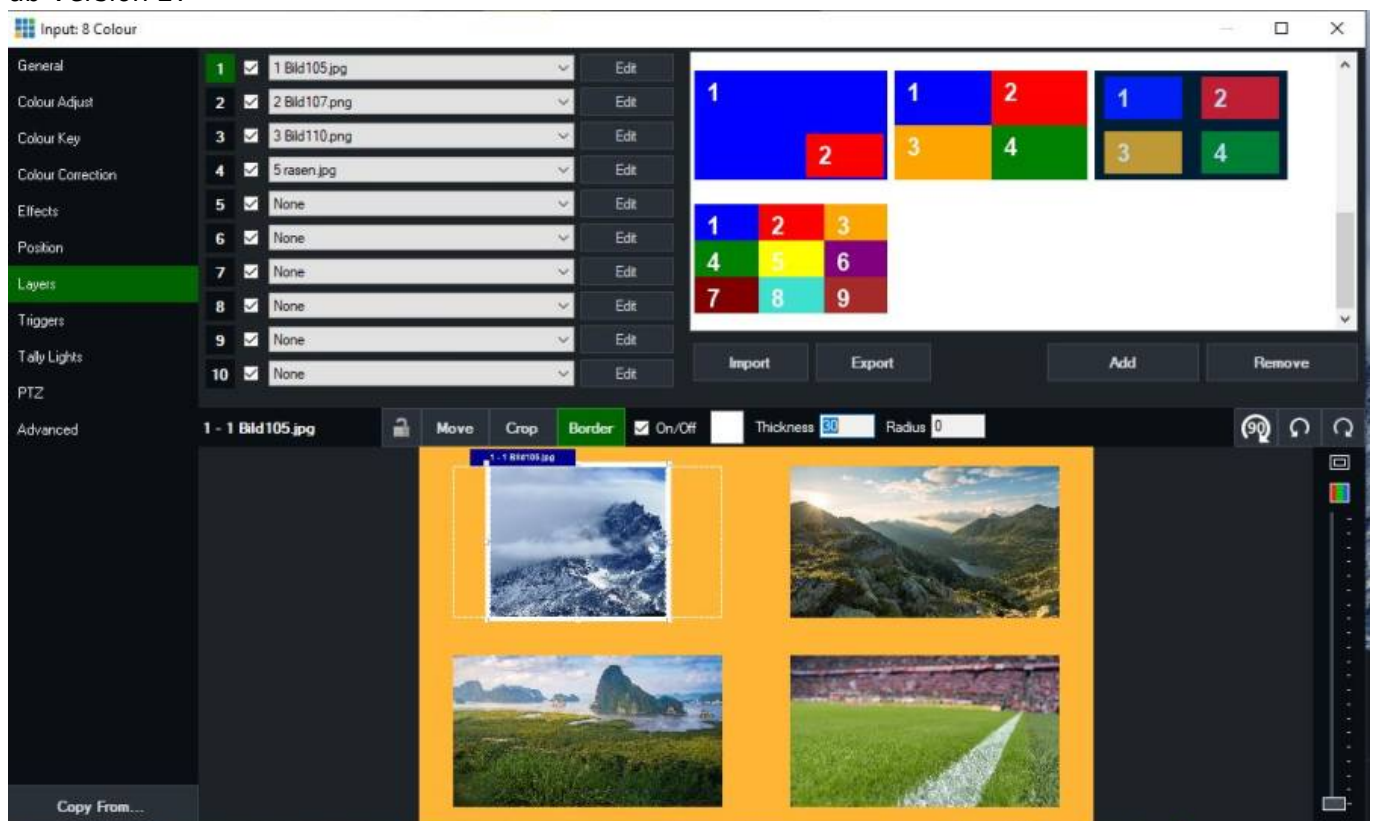 Input: 8 Colour
General
Colour Adjust
Colour Key
Colour Correction
Effects
Position
Layers
Triggers
Tally Lights
PTZ
Advanced
Copy From...
1 1 Bild105.jpg Edit
2 2 Bild107.png Edit
3 3 Bild110.png Edit
4 5 rasen.jpg Edit
5 None Edit
6 None Edit
7 None Edit
8 None Edit
9 None Edit
10 None Edit
1 2
1 2 3 4
1 2 3 4
1 2 3
4 5 6
7 8 9
Import Export Add Remove
1 - 1 Bild105.jpg Move Crop Border On/Off Thickness 30 Radius 0 90
1 - 1 Bild105.jpg